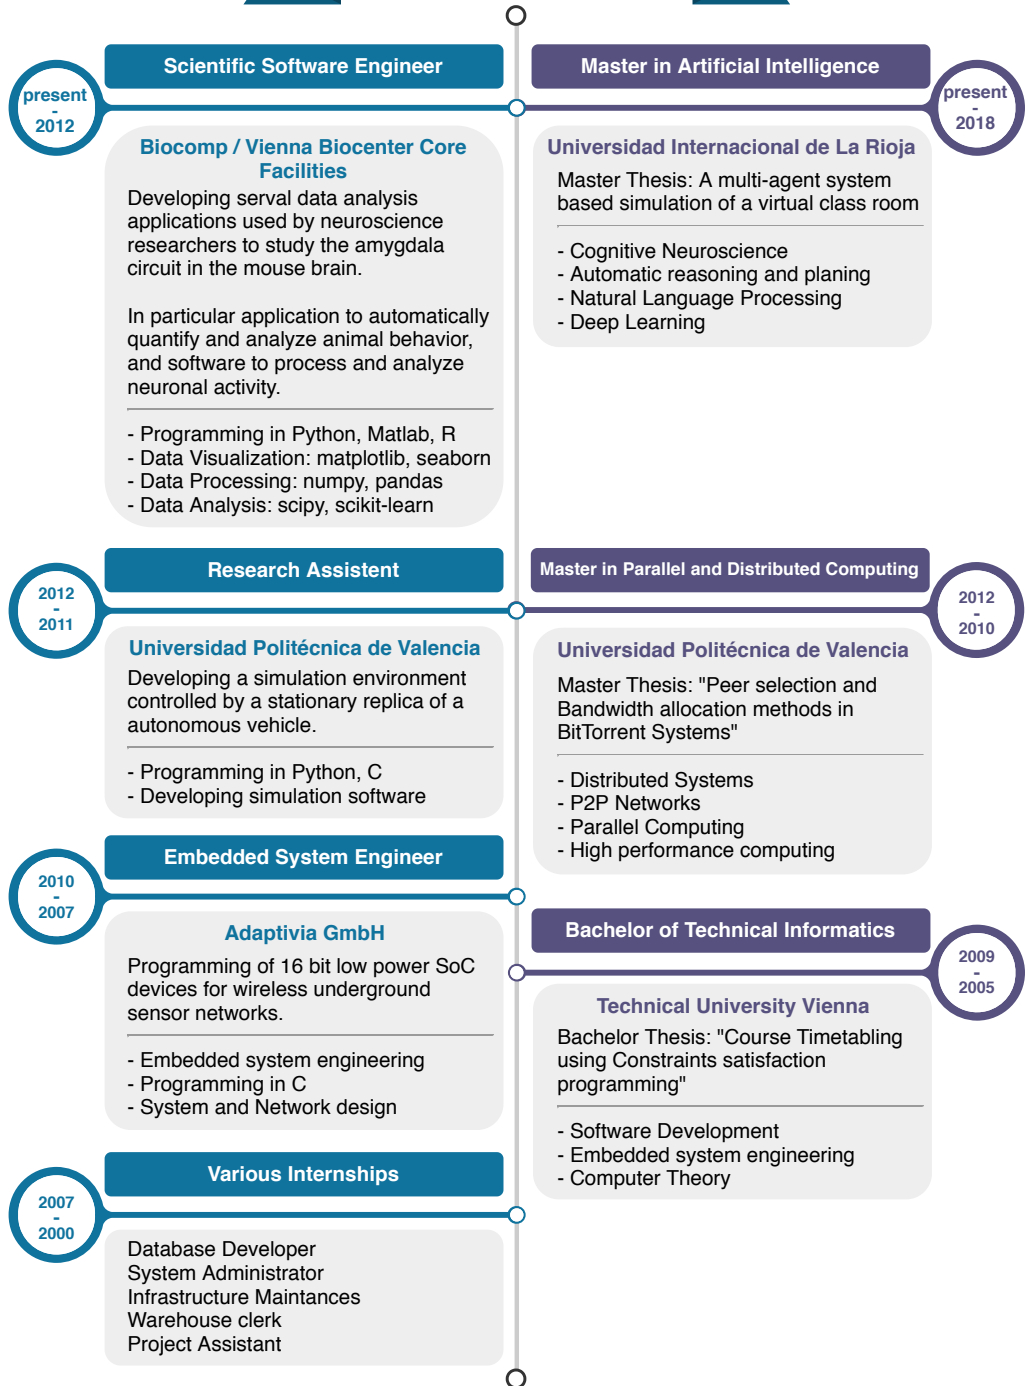 Scientific Software Engineer
present
-
2012
Biocomp / Vienna Biocenter Core
Facilities
Developing serval data analysis
applications used by neuroscience
researchers to study the amygdala
circuit in the mouse brain.
In particular application to automatically
quantify and analyze animal behavior,
and software to process and analyze
neuronal activity.
- Programming in Python, Matlab, R
- Data Visualization: matplotlib, seaborn
- Data Processing: numpy, pandas
- Data Analysis: scipy, scikit-learn
Research Assistent
2012
-
2011
Universidad Politécnica de Valencia
Developing a simulation environment
controlled by a stationary replica of a
autonomous vehicle.
- Programming in Python, C
- Developing simulation software
Embedded System Engineer
2010
-
2007
Adaptivia GmbH
Programming of 16 bit low power SoC
devices for wireless underground
sensor networks.
- Embedded system engineering
- Programming in C
- System and Network design
Various Internships
2007
-
2000
Database Developer
System Administrator
Infrastructure Maintances
Warehouse clerk
Project Assistant
Master in Artificial Intelligence
present
-
2018
Universidad Internacional de La Rioja
Master Thesis: A multi-agent system
based simulation of a virtual class room
- Cognitive Neuroscience
- Automatic reasoning and planing
- Natural Language Processing
- Deep Learning
Master in Parallel and Distributed Computing
2012
-
2010
Universidad Politécnica de Valencia
Master Thesis: "Peer selection and
Bandwidth allocation methods in
BitTorrent Systems"
- Distributed Systems
- P2P Networks
- Parallel Computing
- High performance computing
Bachelor of Technical Informatics
2009
-
2005
Technical University Vienna
Bachelor Thesis: "Course Timetabling
using Constraints satisfaction
programming"
- Software Development
- Embedded system engineering
- Computer Theory